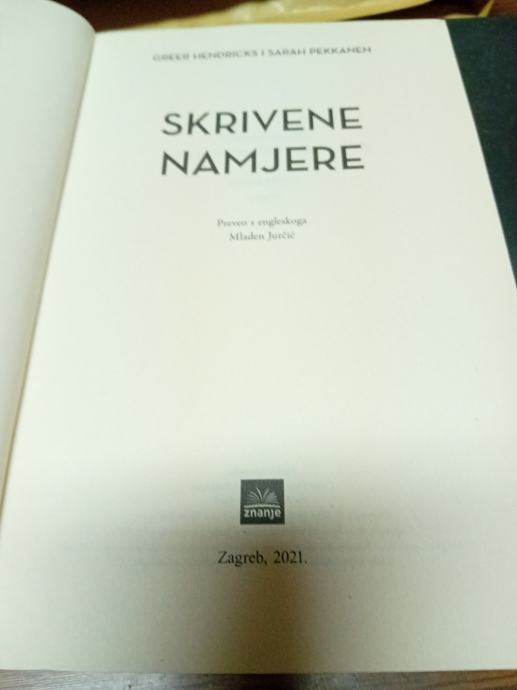 GREER HENDRICKS I SARAH PEKKANEN
SKRIVENE
NAMJERE
Preveo s engleskoga
Mladen Jurčić
znanje
Zagreb, 2021.